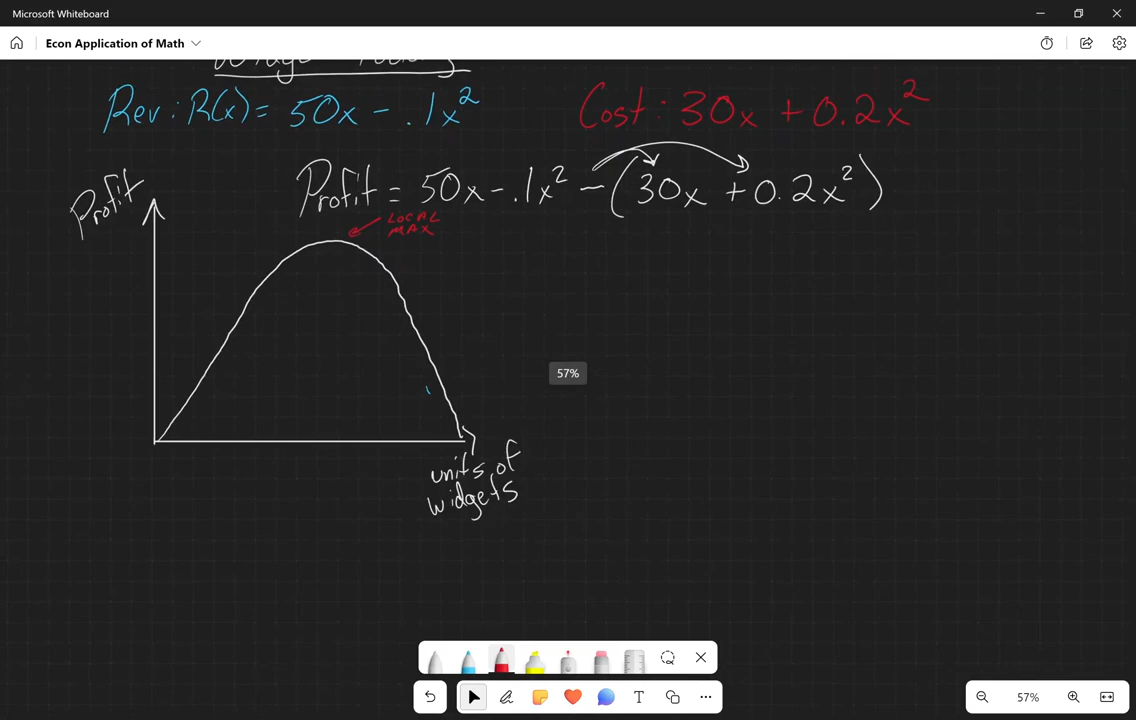 Microsoft Whiteboard
Econ Application of Math
Rev: R(x) = 50x - .1x²
Cost: 30x + 0.2x²
Profit = 50x - .1x² - (30x + 0.2x²)
Profit
LOCAL
MAX
57%
units of
widgets
57%